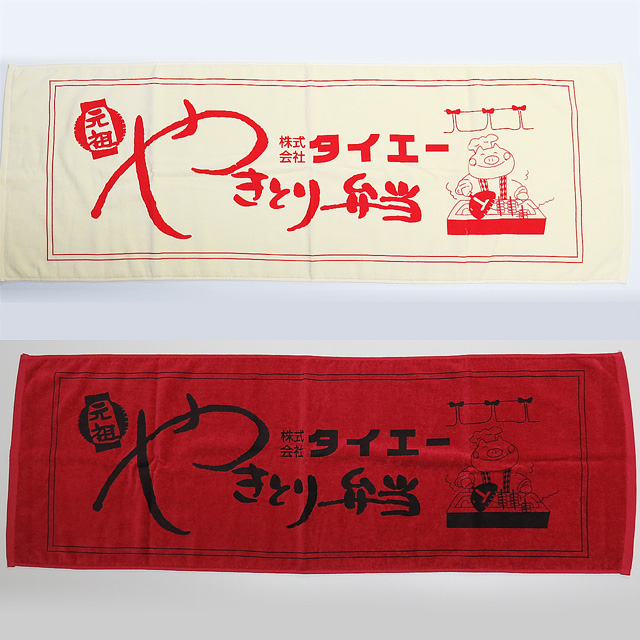 元祖
株式会社 タイエー
やきとり弁当
元祖
株式会社 タイエー
やきとり弁当